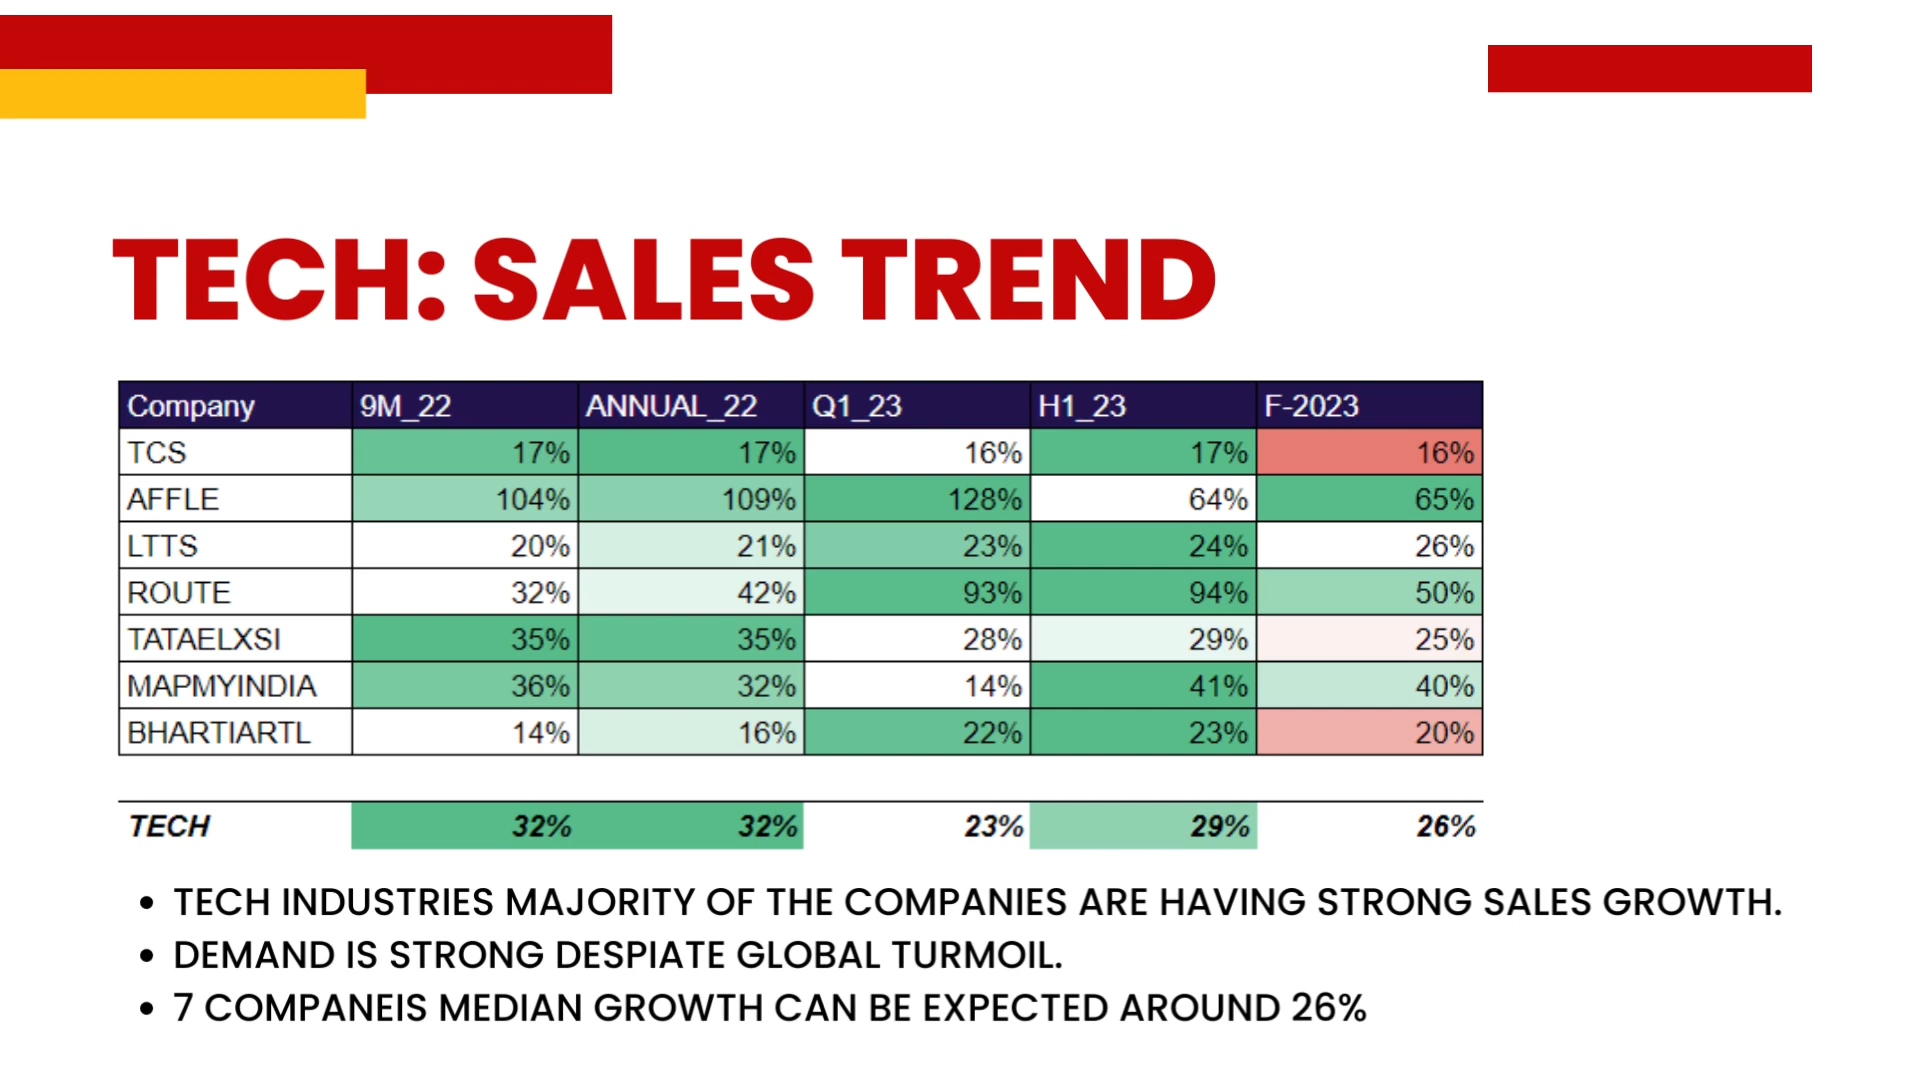 TECH: SALES TREND
Company 9M_22 ANNUAL_22 Q1_23 H1_23 F-2023
TCS 17% 17% 16% 17% 16%
AFFLE 104% 109% 128% 64% 65%
LTTS 20% 21% 23% 24% 26%
ROUTE 32% 42% 93% 94% 50%
TATAELXSI 35% 35% 28% 29% 25%
MAPMYINDIA 36% 32% 14% 41% 40%
BHARTIARTL 14% 16% 22% 23% 20%
TECH 32% 32% 23% 29% 26%
• TECH INDUSTRIES MAJORITY OF THE COMPANIES ARE HAVING STRONG SALES GROWTH.
• DEMAND IS STRONG DESPIATE GLOBAL TURMOIL.
• 7 COMPANEIS MEDIAN GROWTH CAN BE EXPECTED AROUND 26%